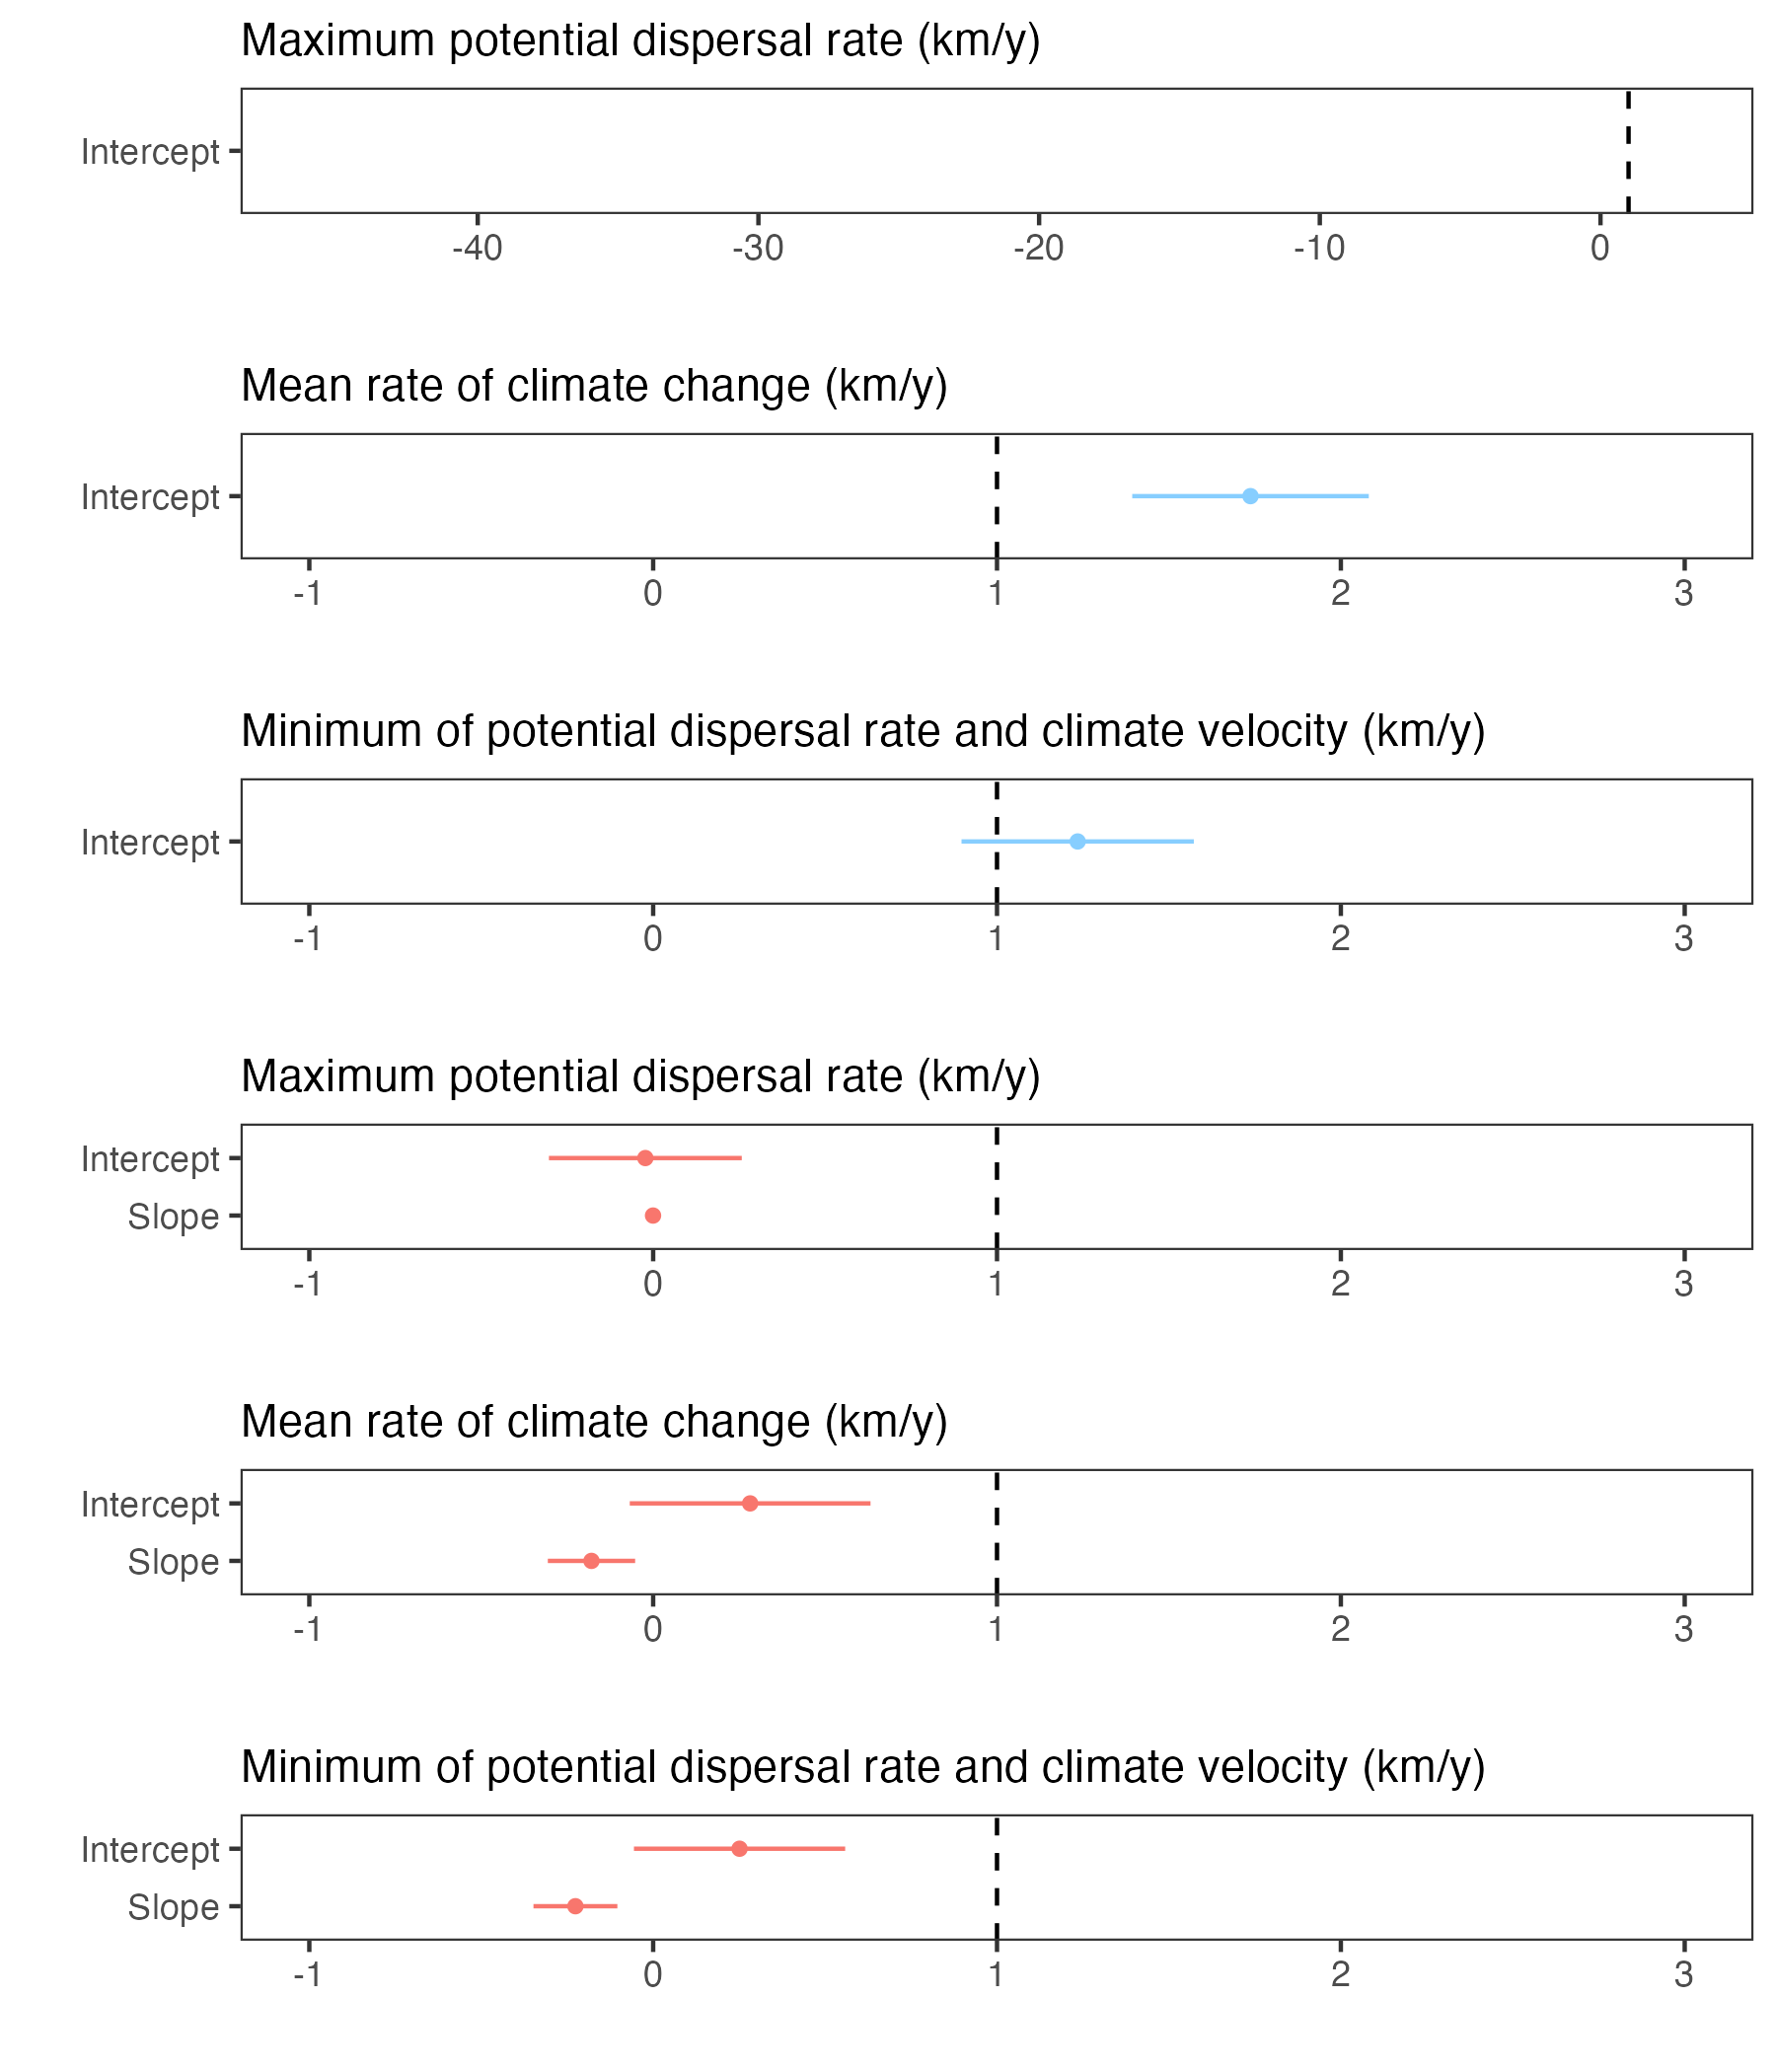 Maximum potential dispersal rate (km/y)
Intercept
-40 -30 -20 -10 0
Mean rate of climate change (km/y)
Intercept
-1 0 1 2 3
Minimum of potential dispersal rate and climate velocity (km/y)
Intercept
-1 0 1 2 3
Maximum potential dispersal rate (km/y)
Intercept
Slope
-1 0 1 2 3
Mean rate of climate change (km/y)
Intercept
Slope
-1 0 1 2 3
Minimum of potential dispersal rate and climate velocity (km/y)
Intercept
Slope
-1 0 1 2 3